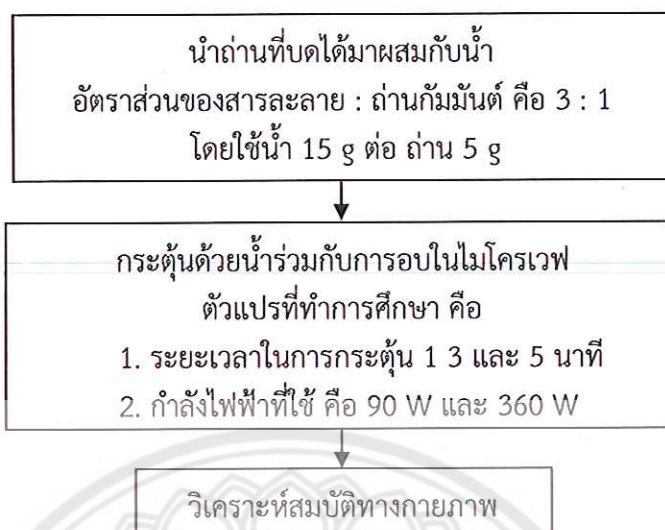 นำถ่านที่บดได้มาผสมกับน้ำ
อัตราส่วนของสารละลาย : ถ่านกัมมันต์ คือ 3 : 1
โดยใช้น้ำ 15 g ต่อ ถ่าน 5 g
กระตุ้นด้วยน้ำร่วมกับการอบในไมโครเวฟ
ตัวแปรที่ทำการศึกษา คือ
1. ระยะเวลาในการกระตุ้น 1 3 และ 5 นาที
2. กำลังไฟฟ้าที่ใช้ คือ 90 W และ 360 W
วิเคราะห์สมบัติทางกายภาพ